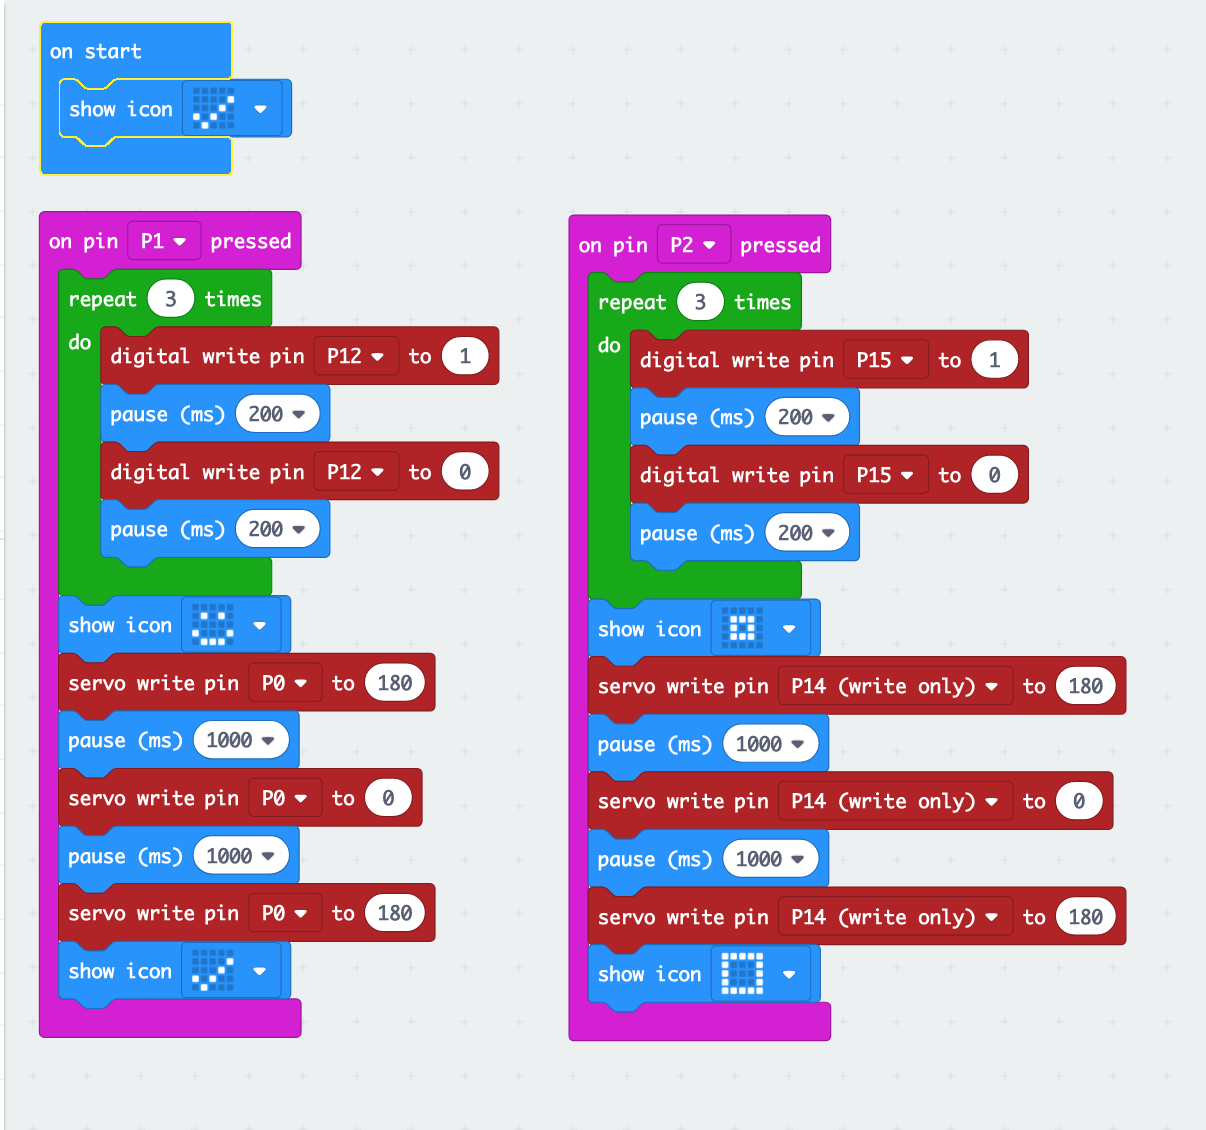 on start
show icon
on pin P1 pressed
repeat 3 times
do
digital write pin P12 to 1
pause (ms) 200
digital write pin P12 to 0
pause (ms) 200
show icon
servo write pin P0 to 180
pause (ms) 1000
servo write pin P0 to 0
pause (ms) 1000
servo write pin P0 to 180
show icon
on pin P2 pressed
repeat 3 times
do
digital write pin P15 to 1
pause (ms) 200
digital write pin P15 to 0
pause (ms) 200
show icon
servo write pin P14 (write only) to 180
pause (ms) 1000
servo write pin P14 (write only) to 0
pause (ms) 1000
servo write pin P14 (write only) to 180
show icon